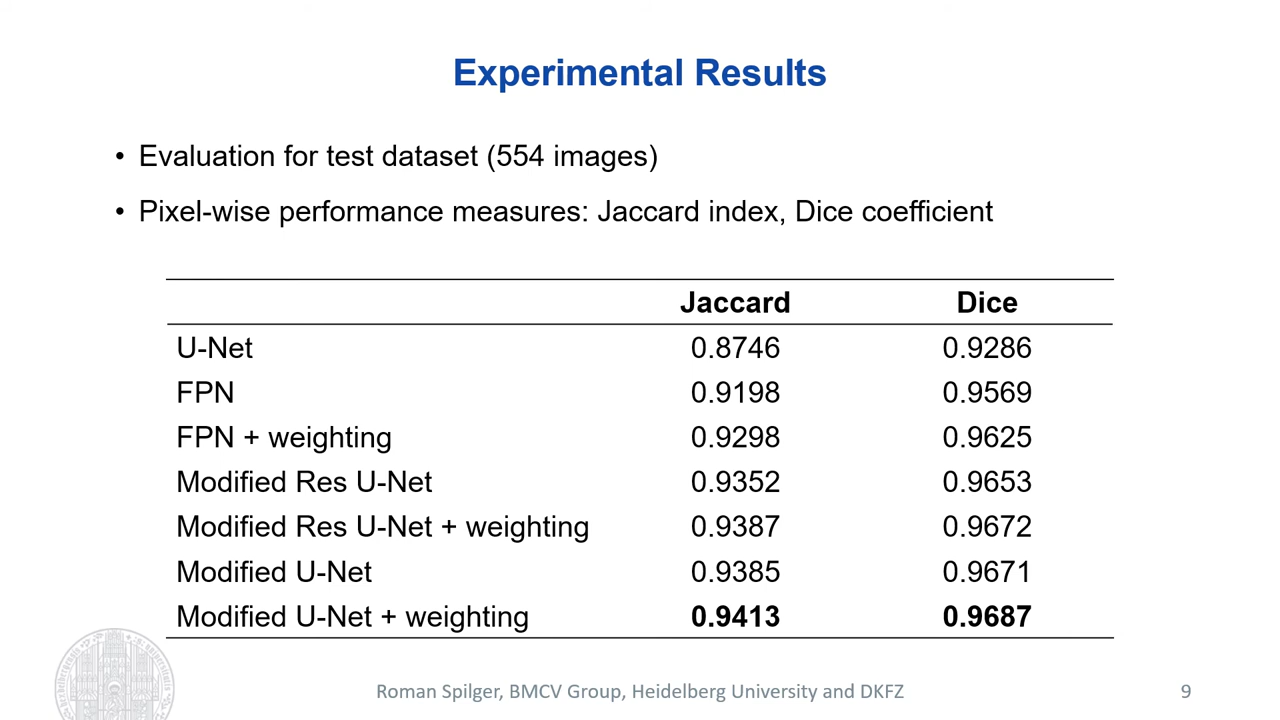 Experimental Results
• Evaluation for test dataset (554 images)
• Pixel-wise performance measures: Jaccard index, Dice coefficient
Jaccard Dice
U-Net 0.8746 0.9286
FPN 0.9198 0.9569
FPN + weighting 0.9298 0.9625
Modified Res U-Net 0.9352 0.9653
Modified Res U-Net + weighting 0.9387 0.9672
Modified U-Net 0.9385 0.9671
Modified U-Net + weighting 0.9413 0.9687
Roman Spilger, BMCV Group, Heidelberg University and DKFZ 9